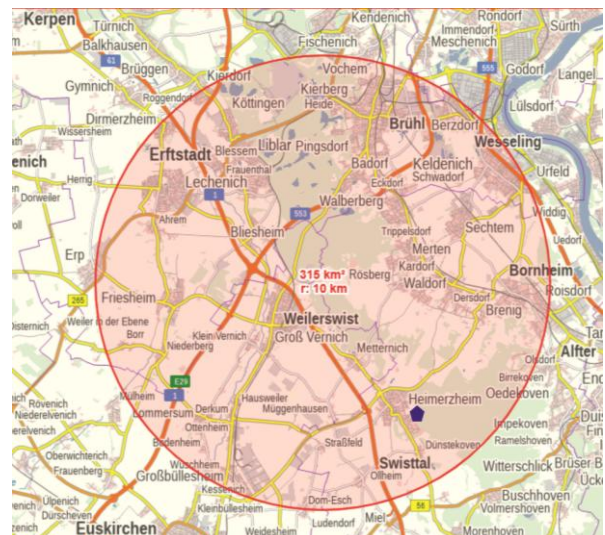 Kerpen
Türnich
Balkhausen
Kendenich
Rondorf
Immendorf
Meschenich
Sürth
Fischenich
61
Brüggen
Kierdorf
Vochem
555
Godorf
Langel
Gymnich
Roggendorf
Köttingen
Kierberg
Heide
Lülsdorf
Dirmerzheim
Wissersheim
Brühl
Berzdorf
Erftstadt
Blessem
Liblar
Pingsdorf
Wesseling
Frauenthal
Badorf
Keldenich
Schwadorf
Urfeld
Herrig
Lechenich
Eckdorf
Dorweiler
1
Walberberg
Widdig
Ahrem
553
Trippelsdorf
Sechtem
Uedorf
Bliesheim
Merten
Erp
Kardorf
Bornheim
315 km²
r: 10 km
Rösberg
Waldorf
Roisdorf
265
Friesheim
Dersdorf
Brenig
Weiler in der Ebene
Weilerswist
Borr
Klein Vernich
Groß Vernich
Niederberg
Metternich
Alfter
Olsdorf
E29
Birrekoven
1
Mülheim
Hausweiler
Heimerzheim
Oedekoven
Rövenich
Niederelvenich
Lommersum
Derkum
Müggenhausen
Ottenheim
Impekoven
Ramelshoven
Oberwichterich
Bodenheim
Straßfeld
Dünstekoven
Frauenberg
Wüschheim
Swisttal
Witterschlick
Brüser B
Großbüllesheim
Ollheim
Kessenich
Ülpenich
Dom-Esch
56
Buschhoven
Dürscheven
Kleinbüllesheim
Volmershoven
Ludendorf
Miel
Euskirchen
Weidesheim
Morenhoven